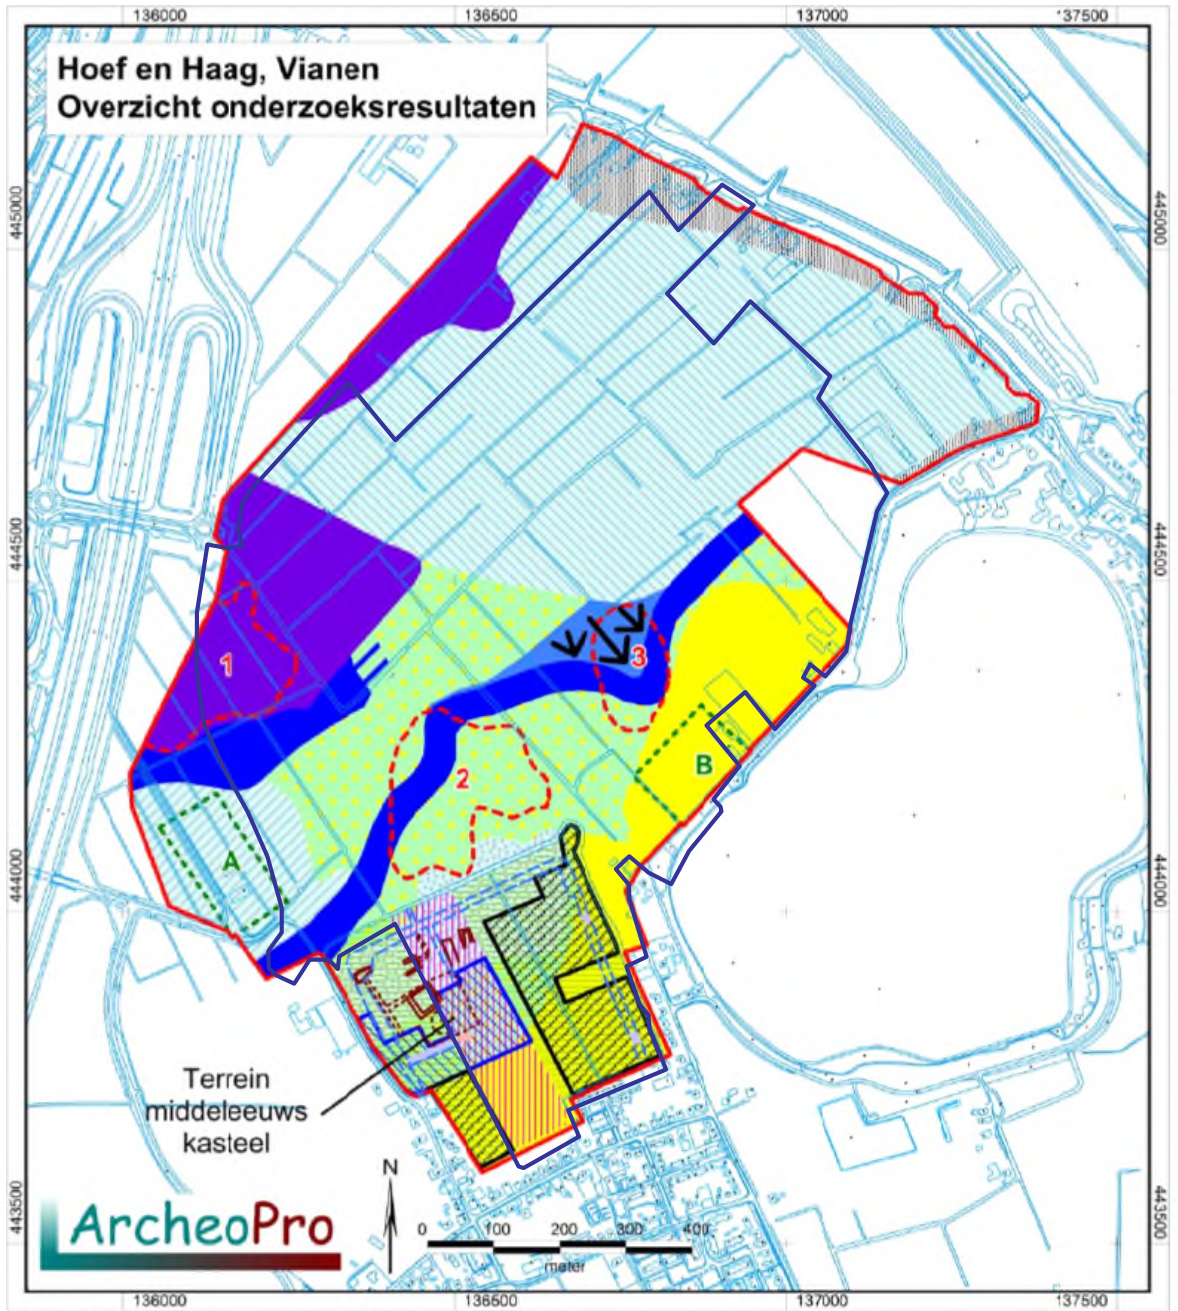 136000 136500 137000 137500
Hoef en Haag, Vianen
Overzicht onderzoeksresultaten
445000 445000
444500 444500
1
3
2
B
A
444000 444000
Terrein
middeleeuws
kasteel
N
443500 443500
ArcheoPro
0 100 200 300 400
meter
136000 136500 137000 137500